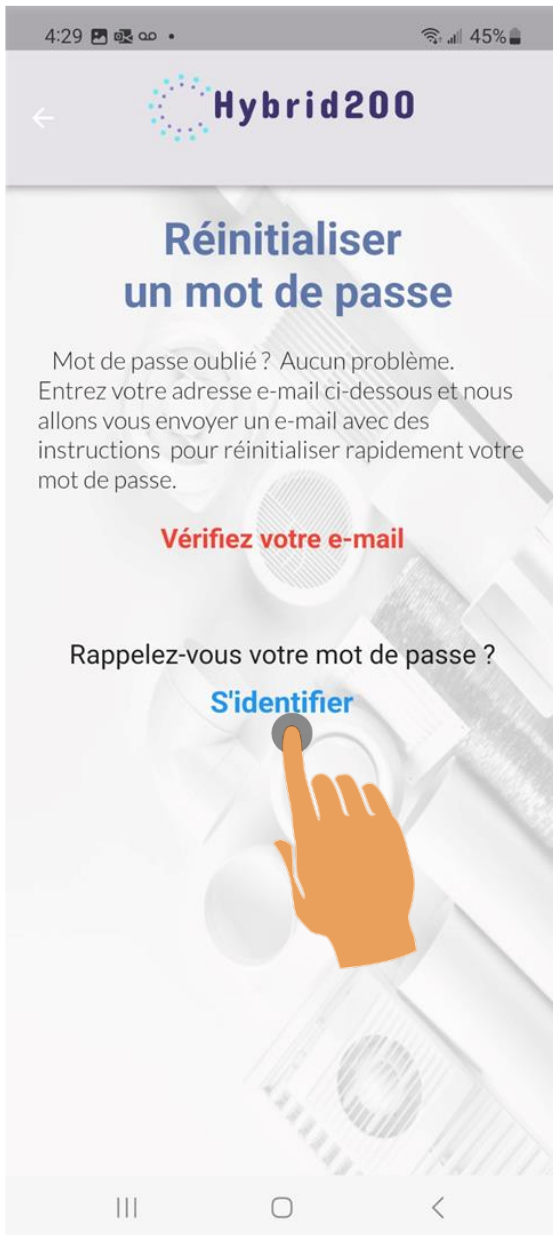 4:29
45%
Hybrid200
Réinitialiser
un mot de passe
Mot de passe oublié ? Aucun problème.
Entrez votre adresse e-mail ci-dessous et nous
allons vous envoyer un e-mail avec des
instructions pour réinitialiser rapidement votre
mot de passe.
Vérifiez votre e-mail
Rappelez-vous votre mot de passe ?
S'identifier